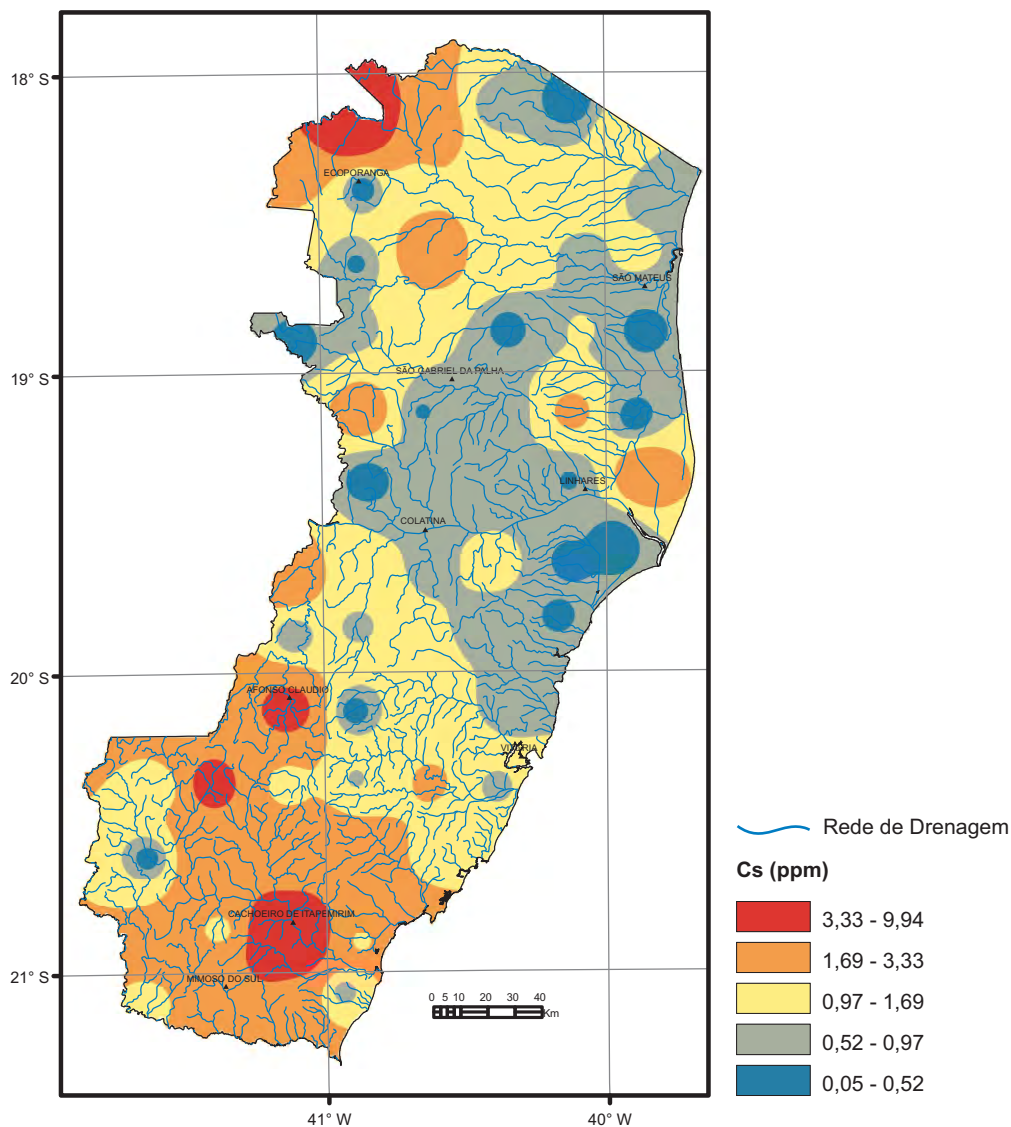 18° S
ECOPORANGA
SÃO MATEUS
19° S
SÃO GABRIEL DA PALHA
LINHARES
COLATINA
20° S
AFONSO CLAUDIO
VITÓRIA
Rede de Drenagem
Cs (ppm)
3,33 - 9,94
CACHOEIRO DE ITAPEMIRIM
1,69 - 3,33
21° S
MIMOSO DO SUL
0 5 10 20 30 40
Km
0,97 - 1,69
0,52 - 0,97
0,05 - 0,52
41° W
40° W